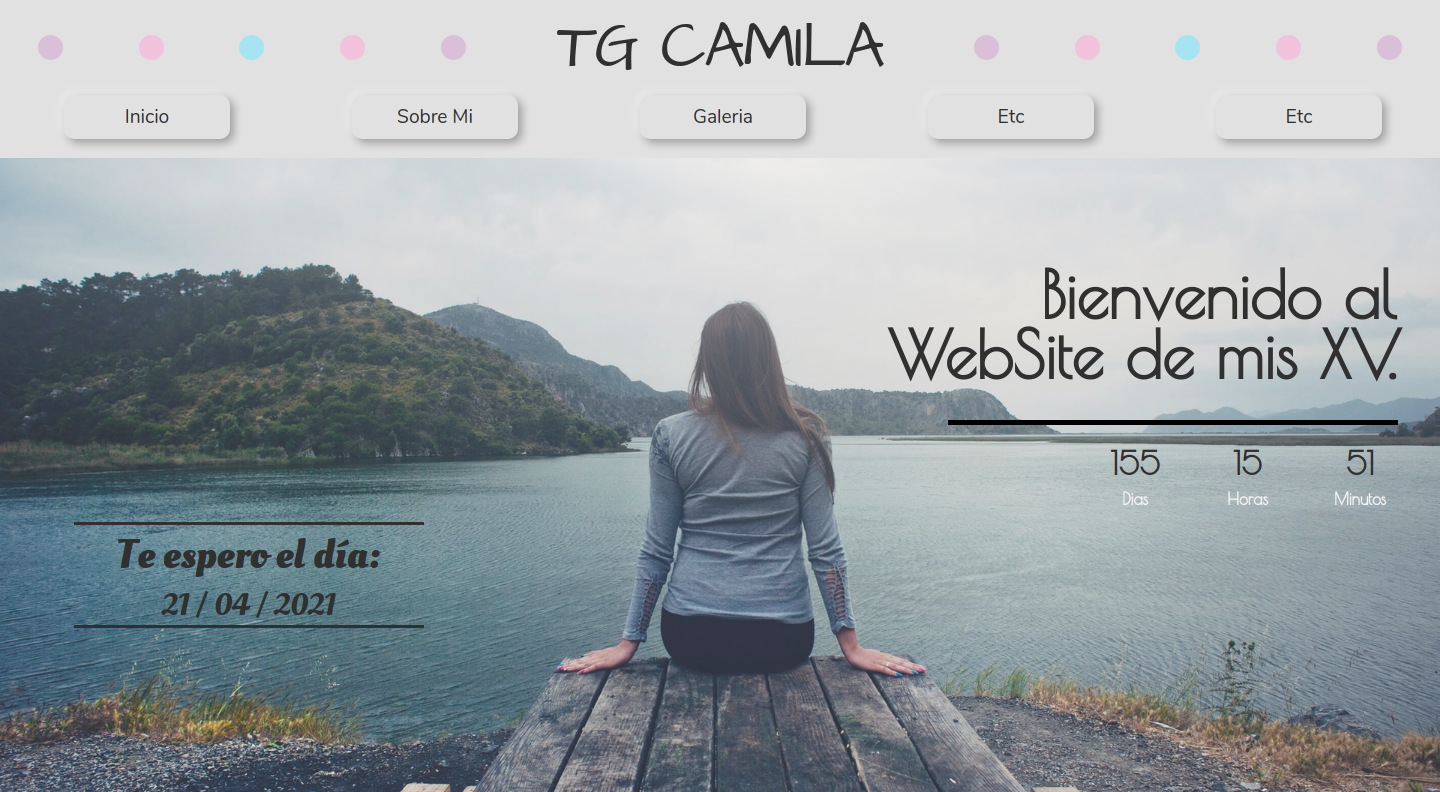 TG CAMILA
Inicio
Sobre Mi
Galeria
Etc
Etc
Bienvenido al
WebSite de mis XV.
155 15 51
Dias Horas Minutos
Te espero el día:
21 / 04 / 2021